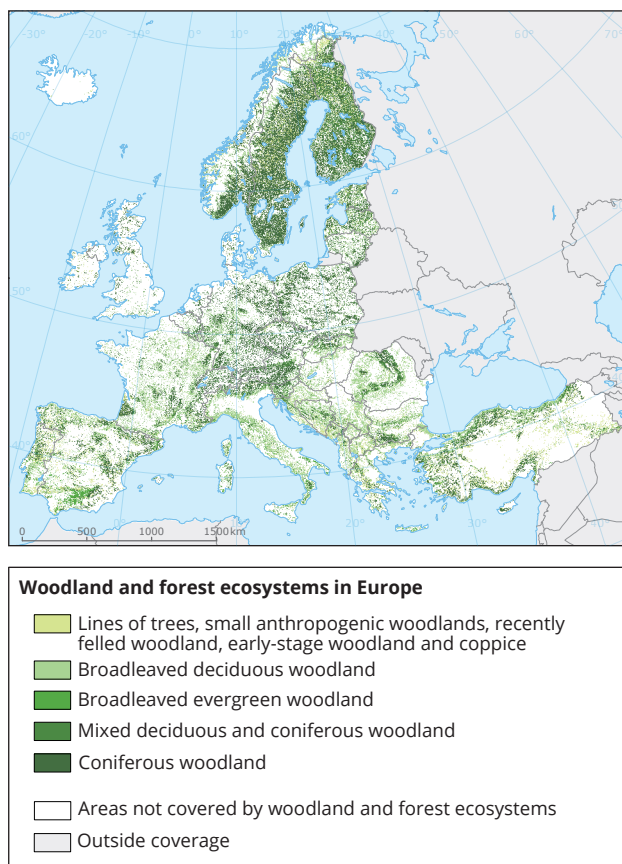 -30°
-20°
-10°
0°
10°
20°
30°
40°
50°
60°
70°
60°
50°
40°
0°
10°
20°
30°
40°
0 500 1000 1500km
Woodland and forest ecosystems in Europe
Lines of trees, small anthropogenic woodlands, recently
felled woodland, early-stage woodland and coppice
Broadleaved deciduous woodland
Broadleaved evergreen woodland
Mixed deciduous and coniferous woodland
Coniferous woodland
Areas not covered by woodland and forest ecosystems
Outside coverage